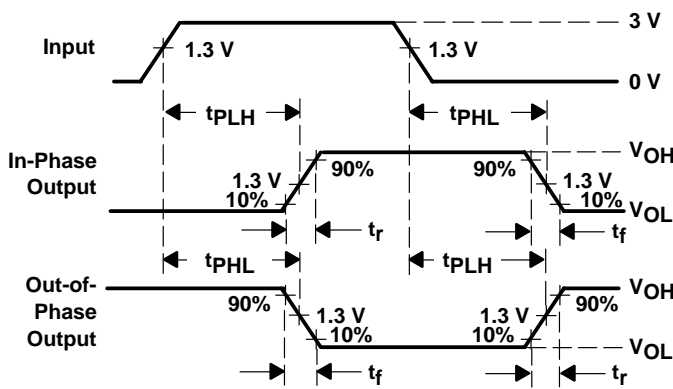 Input
1.3 V
1.3 V
3 V
0 V
tPLH
tPHL
In-Phase
Output
1.3 V
10%
90%
90%
1.3 V
10%
VOH
VOL
tr
tf
tPHL
tPLH
Out-of-
Phase
Output
90%
1.3 V
10%
1.3 V
10%
90%
VOH
VOL
tf
tr